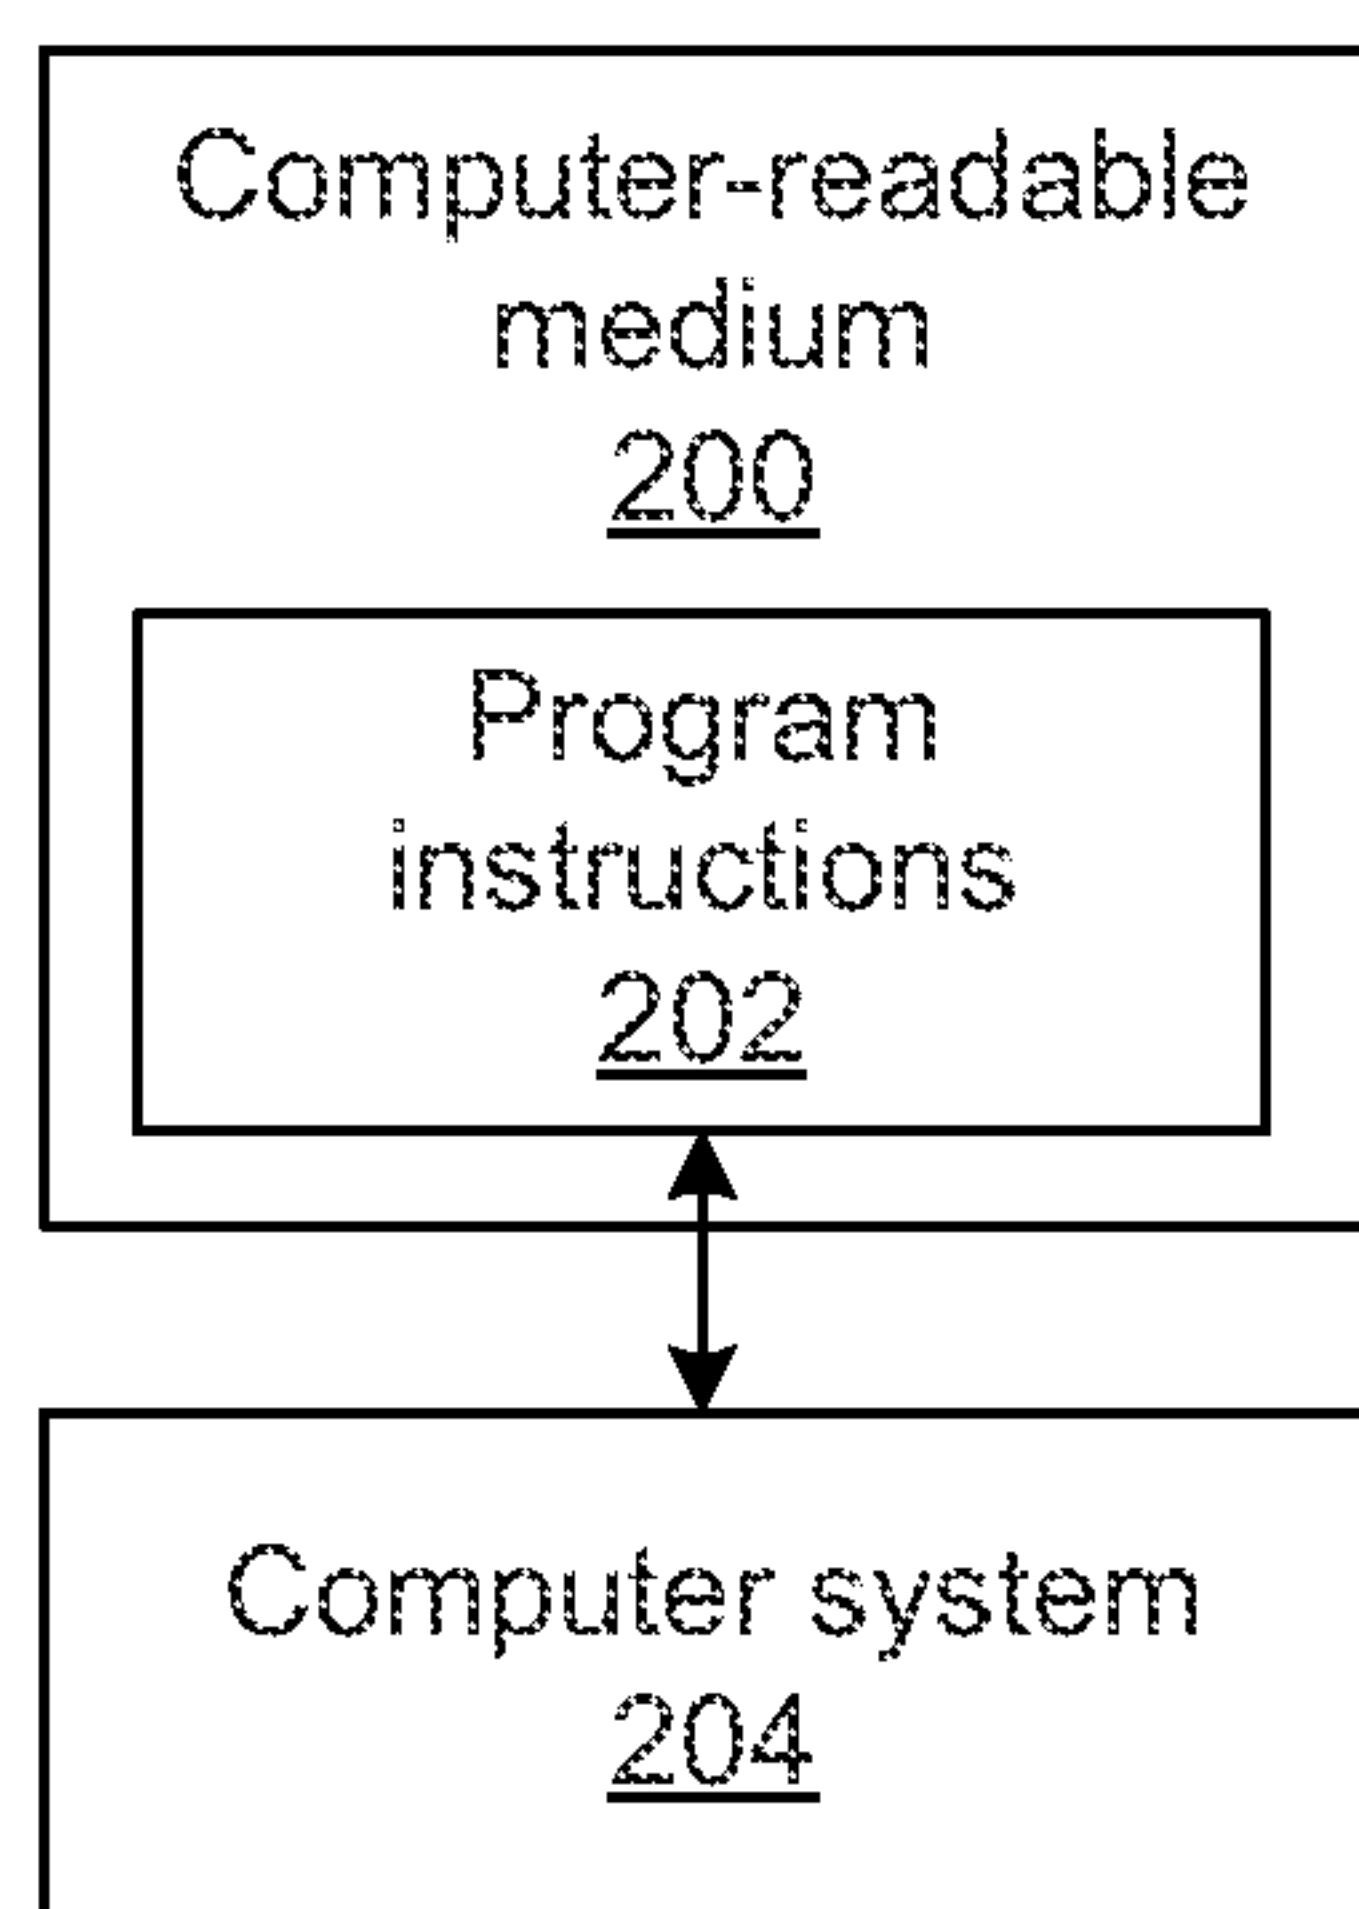 Computer-readable
medium
200
Program
instructions
202
Computer system
204